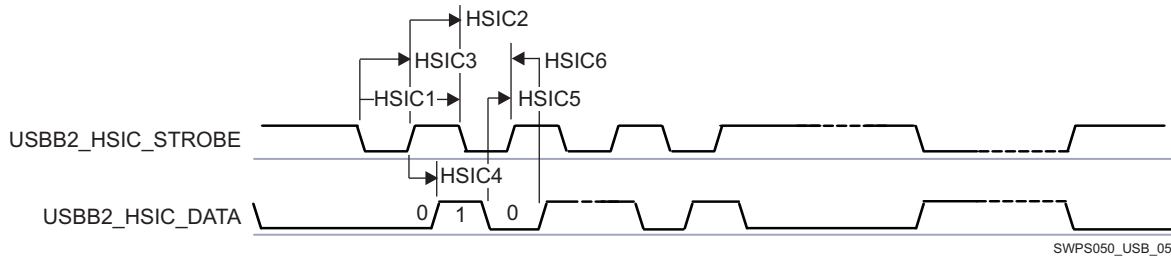 HSIC2
HSIC3 HSIC6
HSIC1 HSIC5
USBB2_HSIC_STROBE
HSIC4
USBB2_HSIC_DATA 0 1 0
SWPS050_USB_05